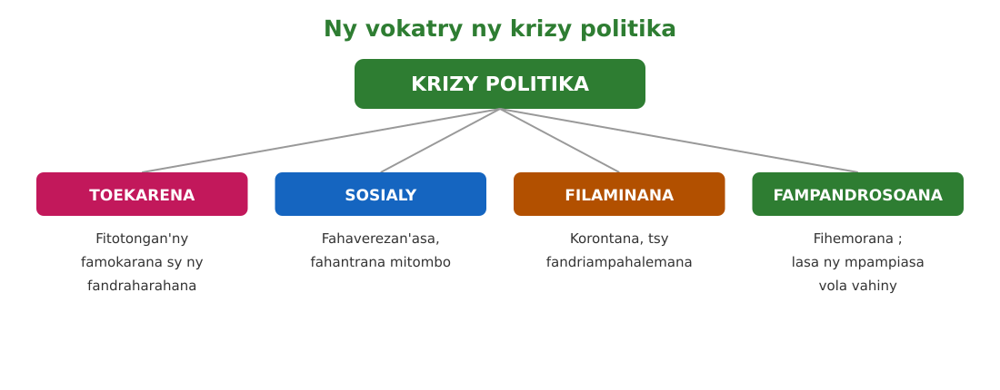 Ny vokatry ny krizy politika
KRIZY POLITIKA
TOEKARENA
Fitotongan'ny
famokarana sy ny
fandraharahana
SOSIALY
Fahaverezan'asa,
fahantrana mitombo
FILAMINANA
Korontana, tsy
fandriampahalemana
FAMPANDROSOANA
Fihemorana ;
lasa ny mpampiasa
vola vahiny